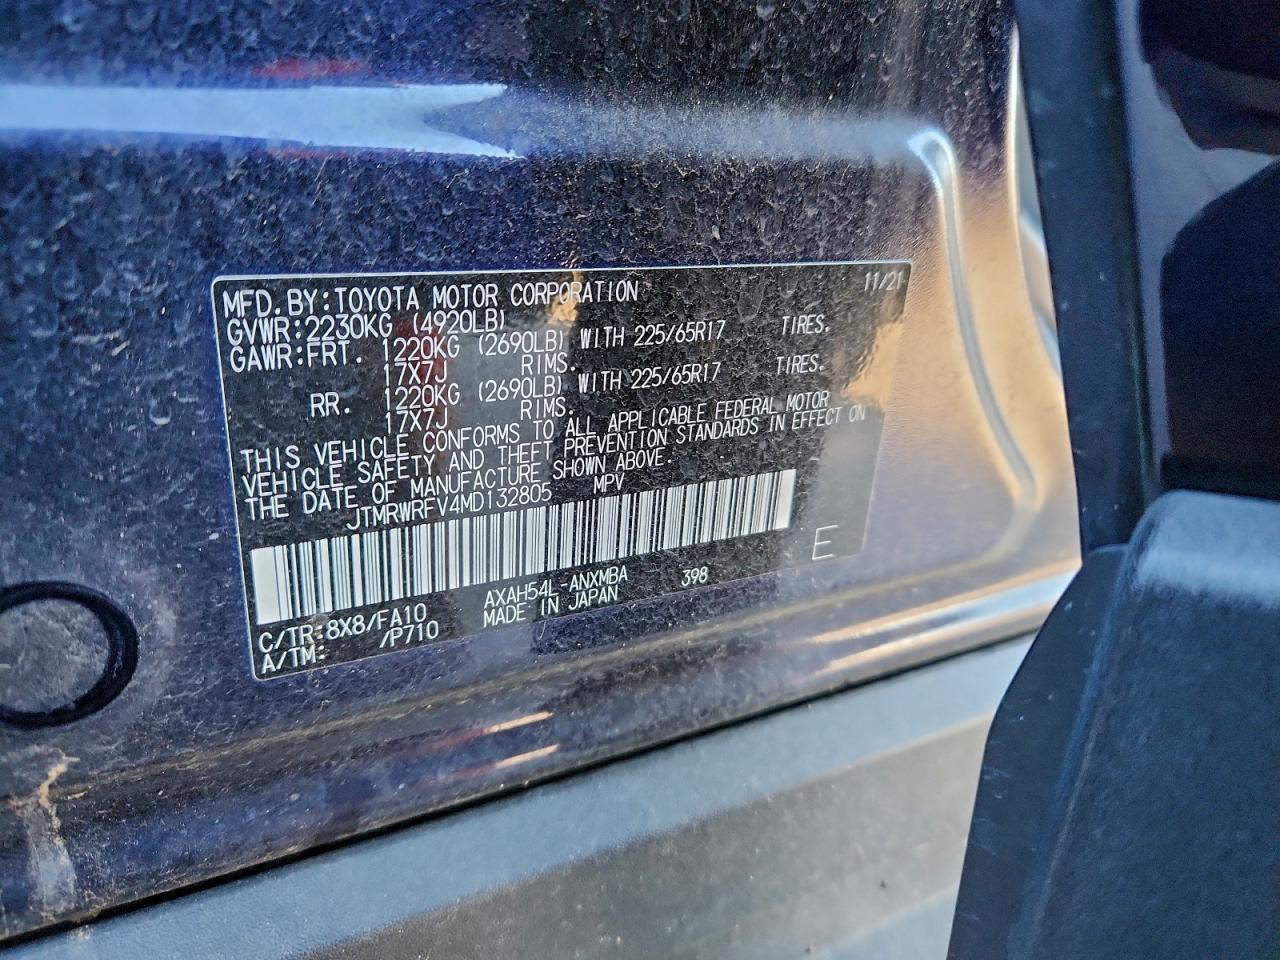 MFD. BY: TOYOTA MOTOR CORPORATION 11/21
GVWR: 2230KG (4920LB)
GAWR: FRT. 1220KG (2690LB) WITH 225/65R17 TIRES.
17X7J RIMS.
RR. 1220KG (2690LB) WITH 225/65R17 TIRES.
17X7J RIMS.
THIS VEHICLE CONFORMS TO ALL APPLICABLE FEDERAL MOTOR
VEHICLE SAFETY AND THEFT PREVENTION STANDARDS IN EFFECT ON
THE DATE OF MANUFACTURE SHOWN ABOVE.
JTMRWRFV4MD132805 MPV
E
C/TR: 8X8/FA10 AXAH54L-ANXMBA 398
A/TM: /P710 MADE IN JAPAN